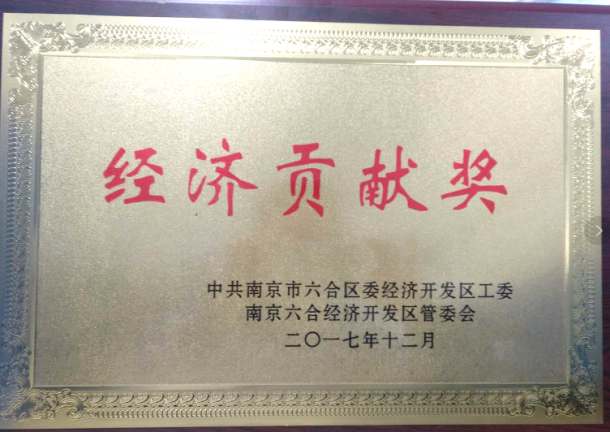 经济贡献奖
中共南京市六合区委经济开发区工委
南京六合经济开发区管委会
二〇一七年十二月